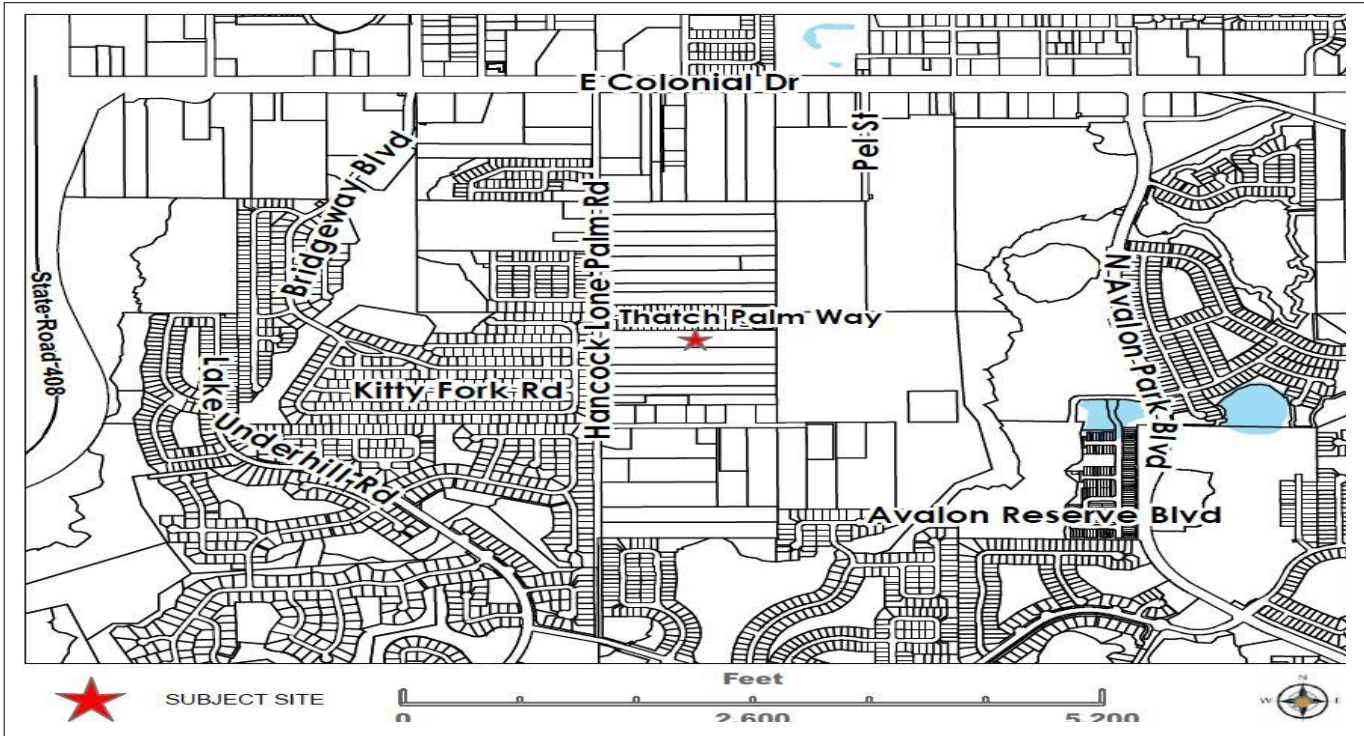 E Colonial Dr
Pel St
Bridgeway Blvd
Hancock Lone Palm Rd
State Road 408
Thatch Palm Way
N Avalon Park Blvd
Lake Underhill Rd
Kitty Fork Rd
Avalon Reserve Blvd
SUBJECT SITE
Feet
0 2,600 5,200
N
W E